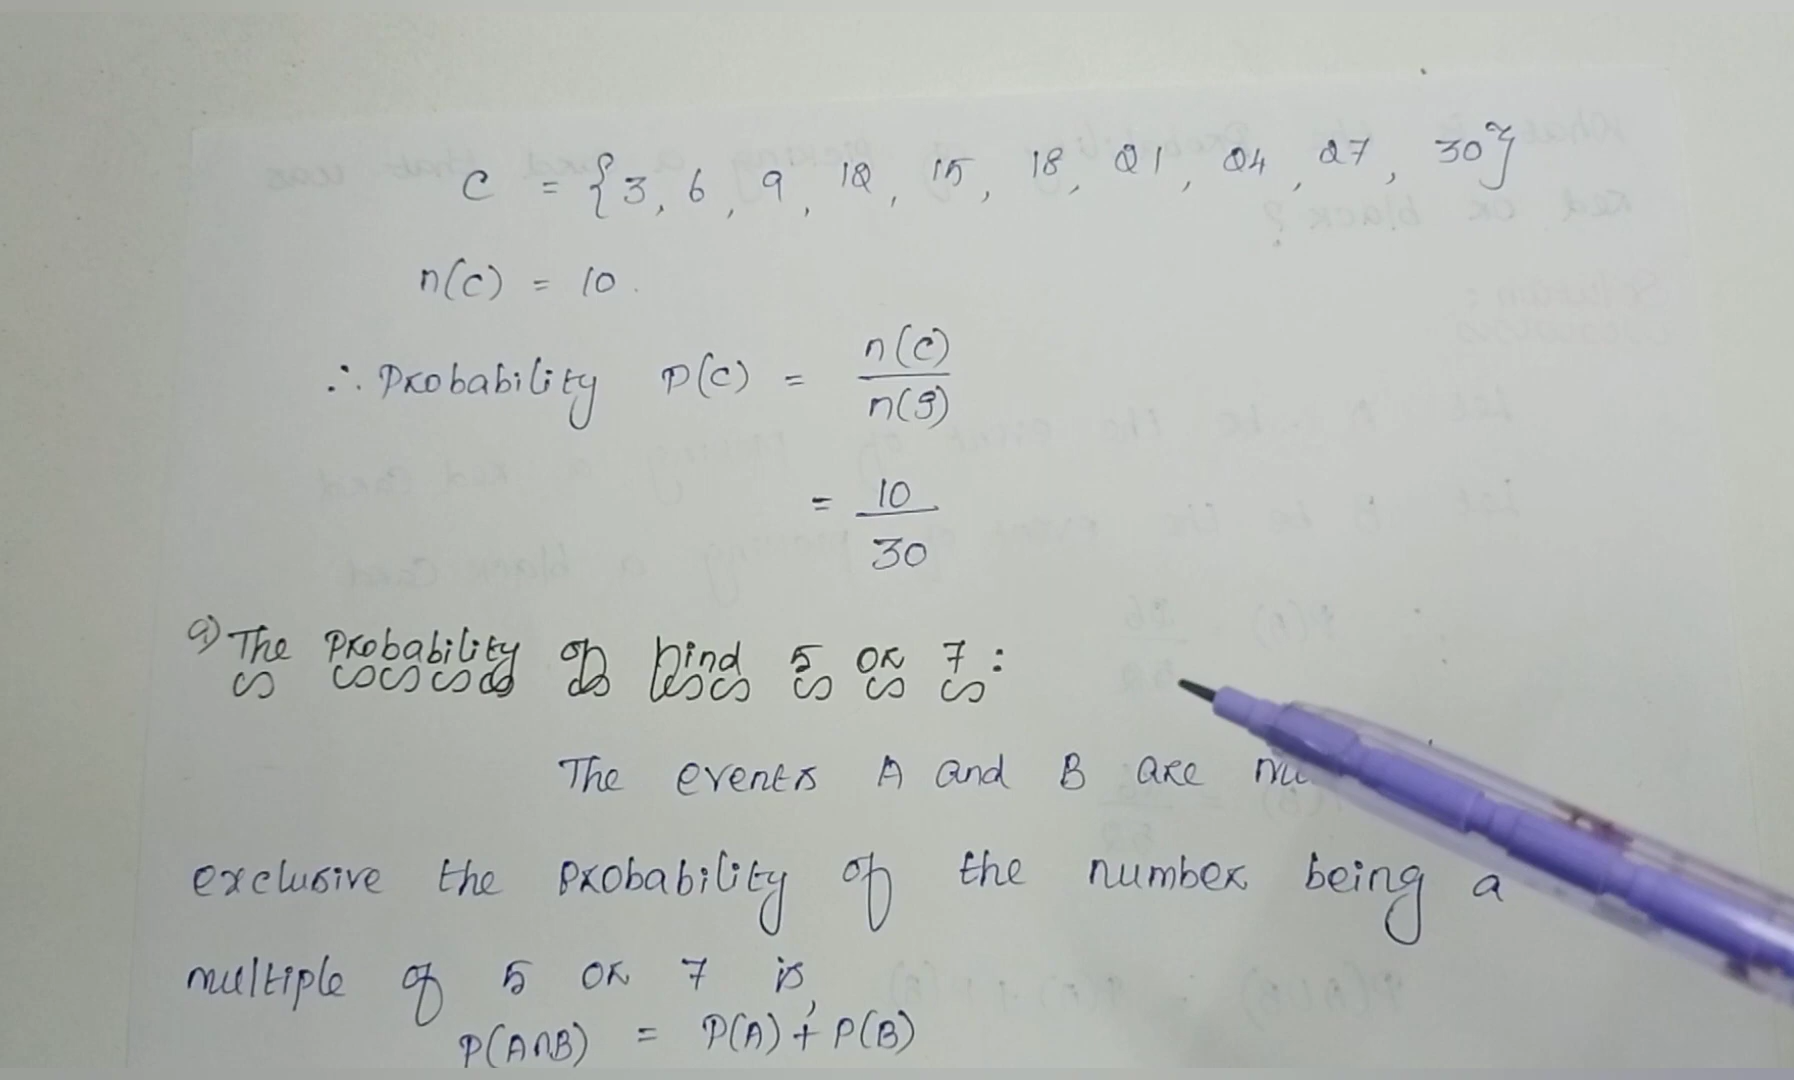 C = {3, 6, 9, 12, 15, 18, 21, 24, 27, 30}
n(C) = 10.
∴ Probability P(C) = n(C) / n(S)
= 10 / 30
a) The Probability of find 5 or 7 :
The events A and B are
exclusive the probability of the number being a
multiple of 5 or 7 is,
P(A∩B) = P(A) + P(B)